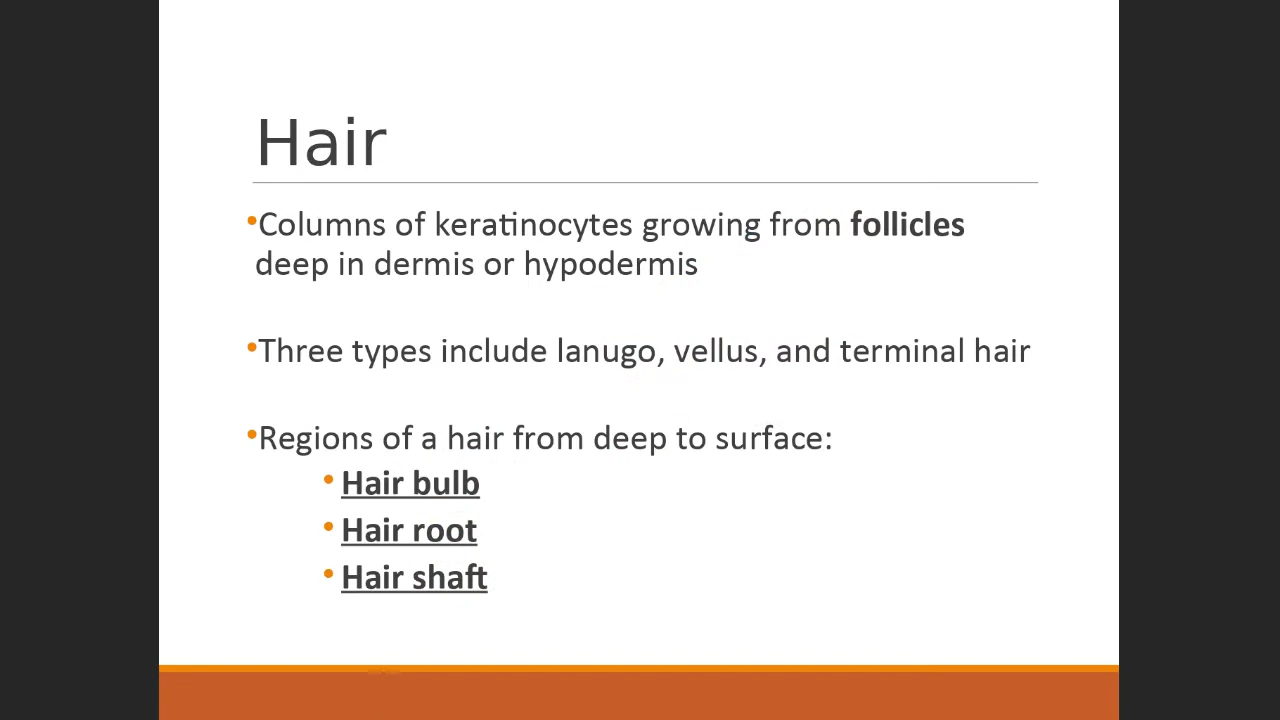 Hair
•Columns of keratinocytes growing from follicles
deep in dermis or hypodermis
•Three types include lanugo, vellus, and terminal hair
•Regions of a hair from deep to surface:
• Hair bulb
• Hair root
• Hair shaft